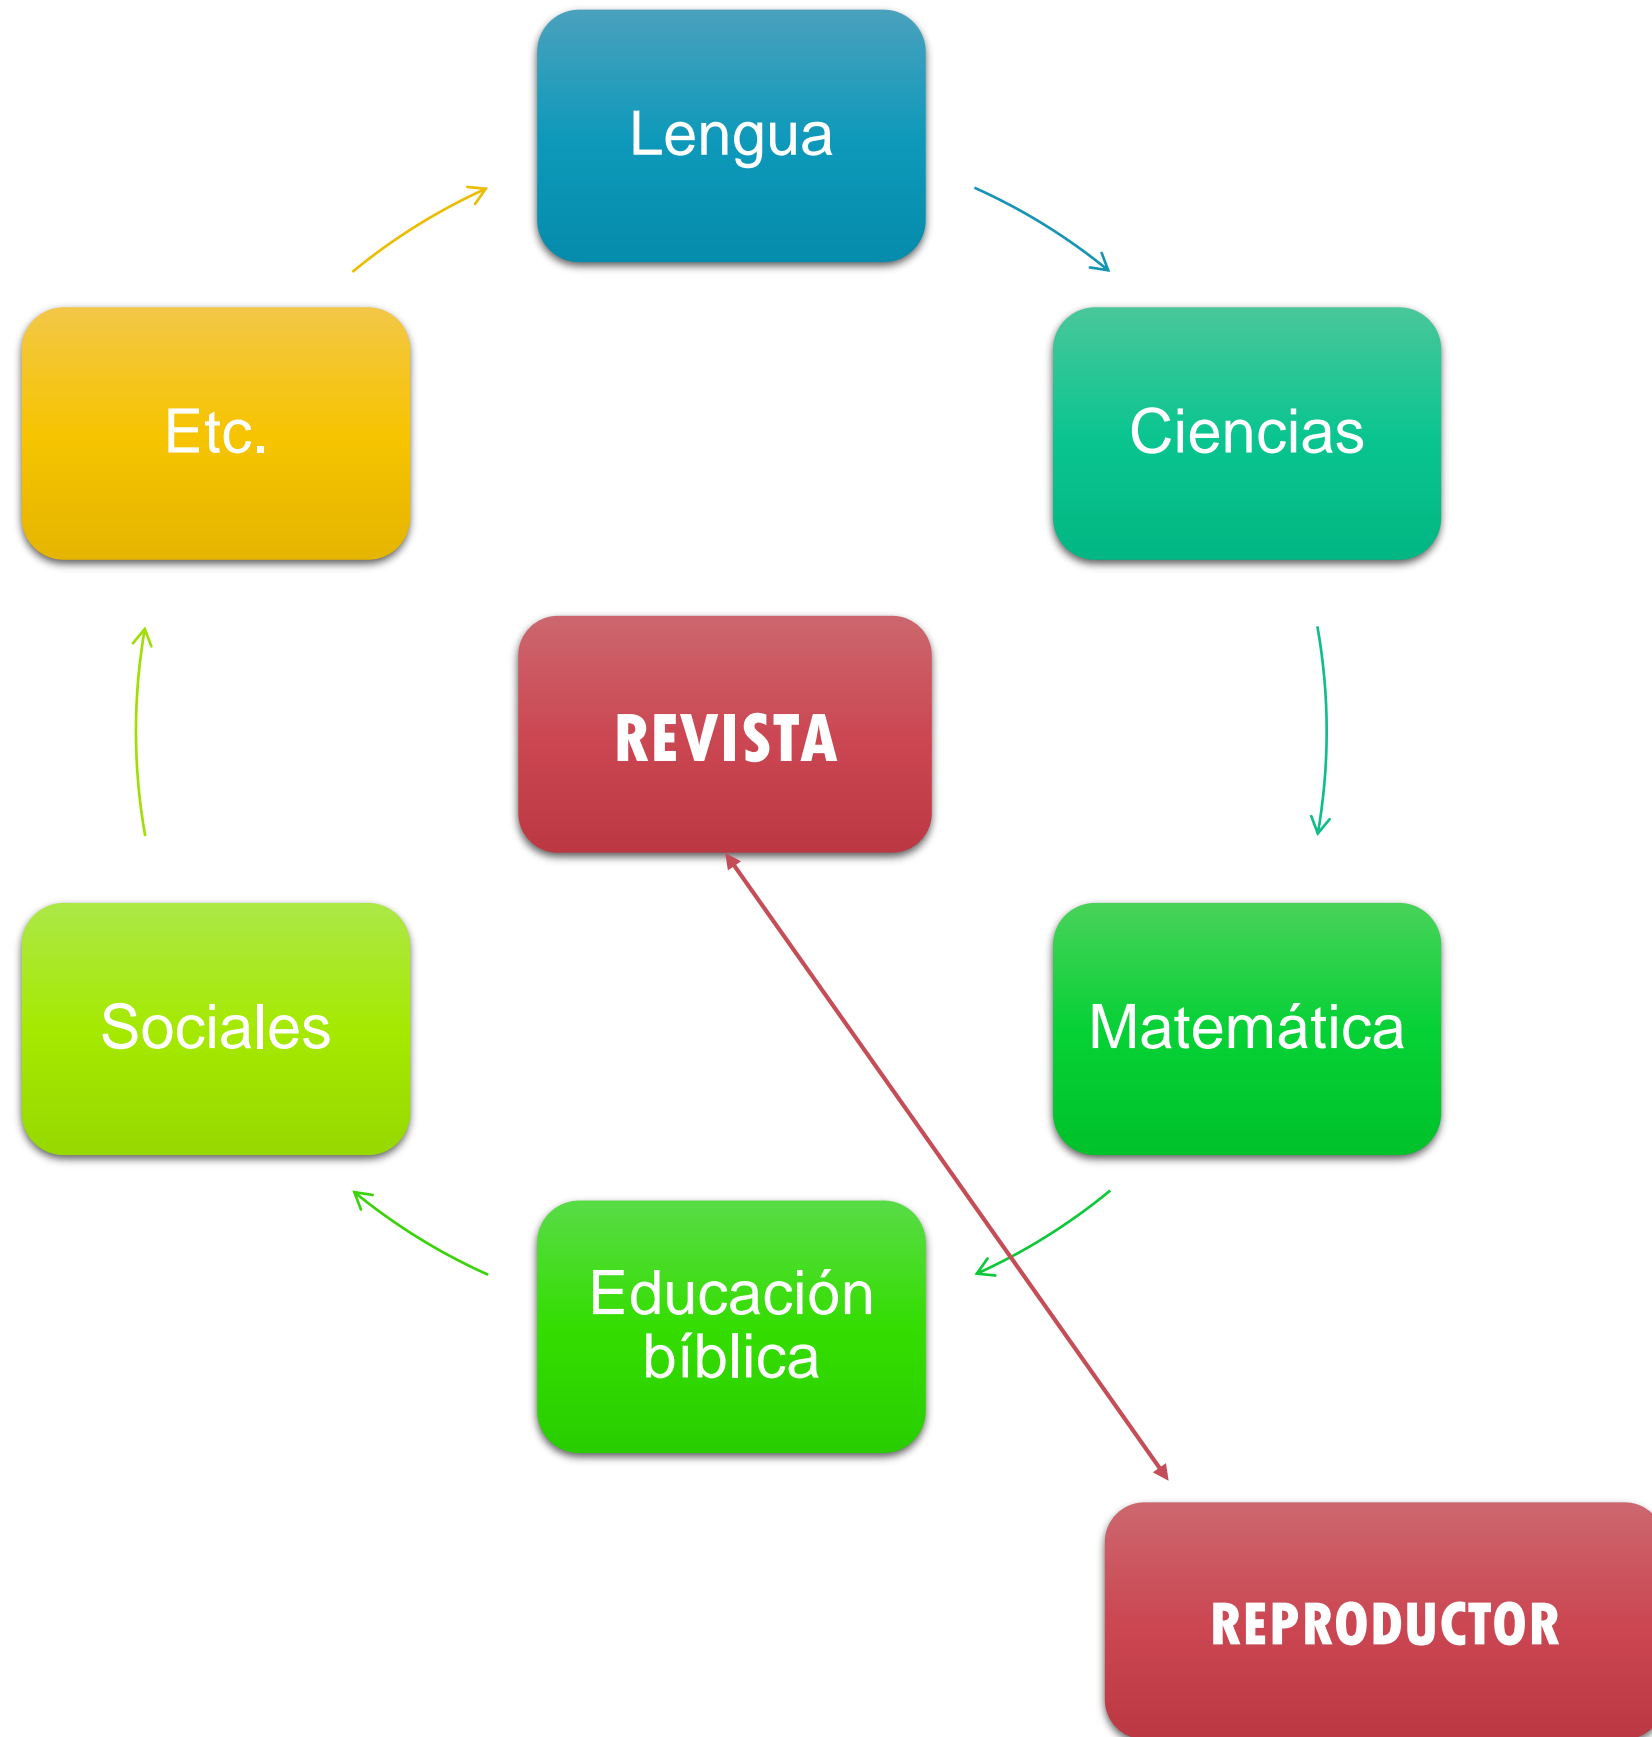 Lengua
Etc.
Ciencias
REVISTA
Sociales
Matemática
Educación
bíblica
REPRODUCTOR